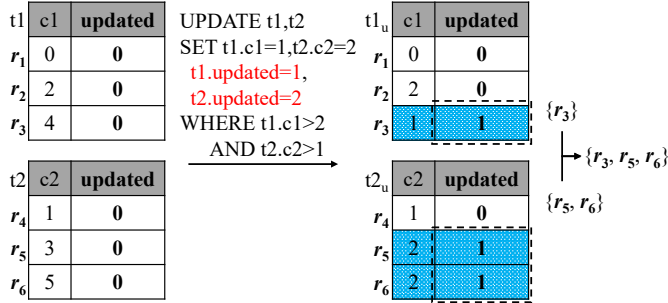 t1 c1 updated
r1 0 0
r2 2 0
r3 4 0
t2 c2 updated
r4 1 0
r5 3 0
r6 5 0
UPDATE t1,t2
SET t1.c1=1,t2.c2=2
t1.updated=1,
t2.updated=2
WHERE t1.c1>2
AND t2.c2>1
t1u c1 updated
r1 0 0
r2 2 0
r3 1 1
t2u c2 updated
r4 1 0
r5 2 1
r6 2 1
{r3}
{r3, r5, r6}
{r5, r6}